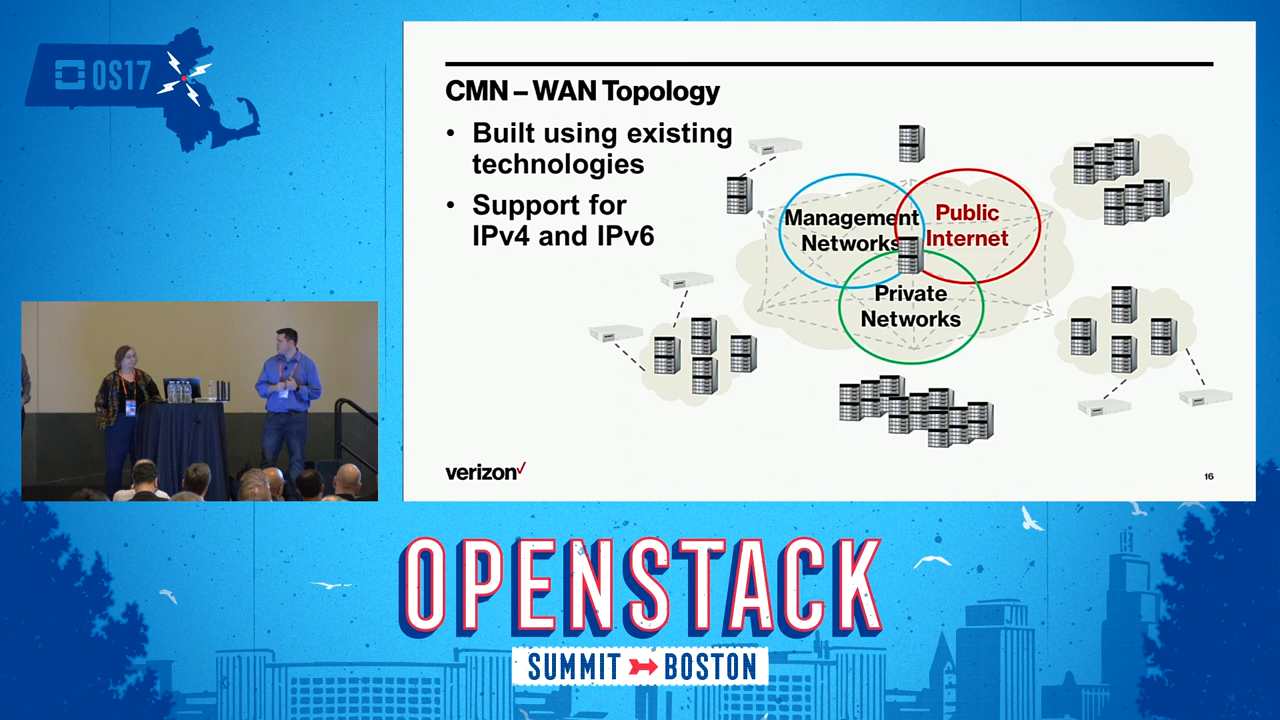 OS17
CMN – WAN Topology
• Built using existing
technologies
• Support for
IPv4 and IPv6
Management
Networks
Public
Internet
Private
Networks
verizon
16
OPENSTACK
SUMMIT BOSTON